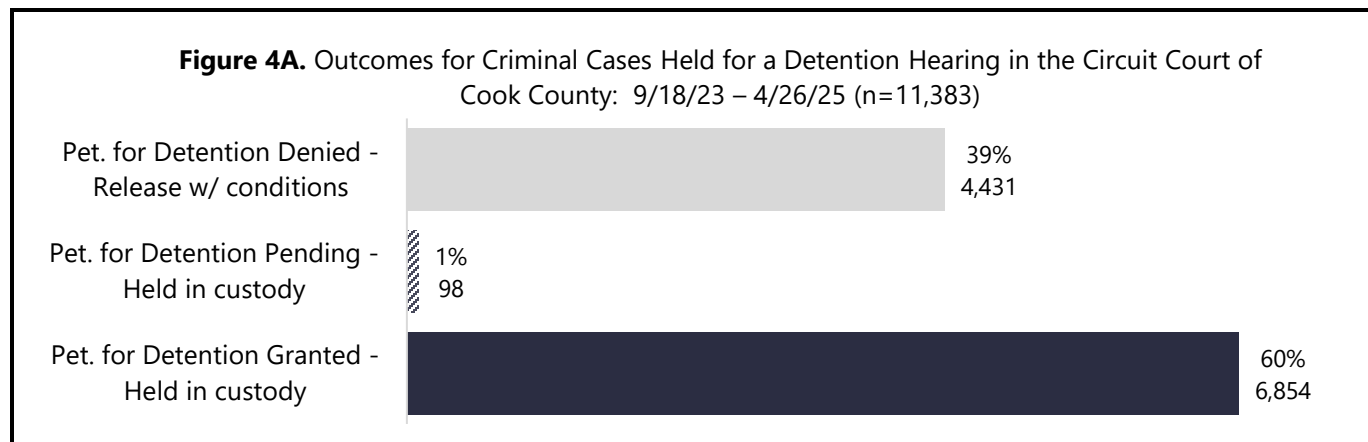 Figure 4A. Outcomes for Criminal Cases Held for a Detention Hearing in the Circuit Court of
Cook County:  9/18/23 – 4/26/25 (n=11,383)
Pet. for Detention Denied -
Release w/ conditions
39%
4,431
Pet. for Detention Pending -
Held in custody
1%
98
Pet. for Detention Granted -
Held in custody
60%
6,854